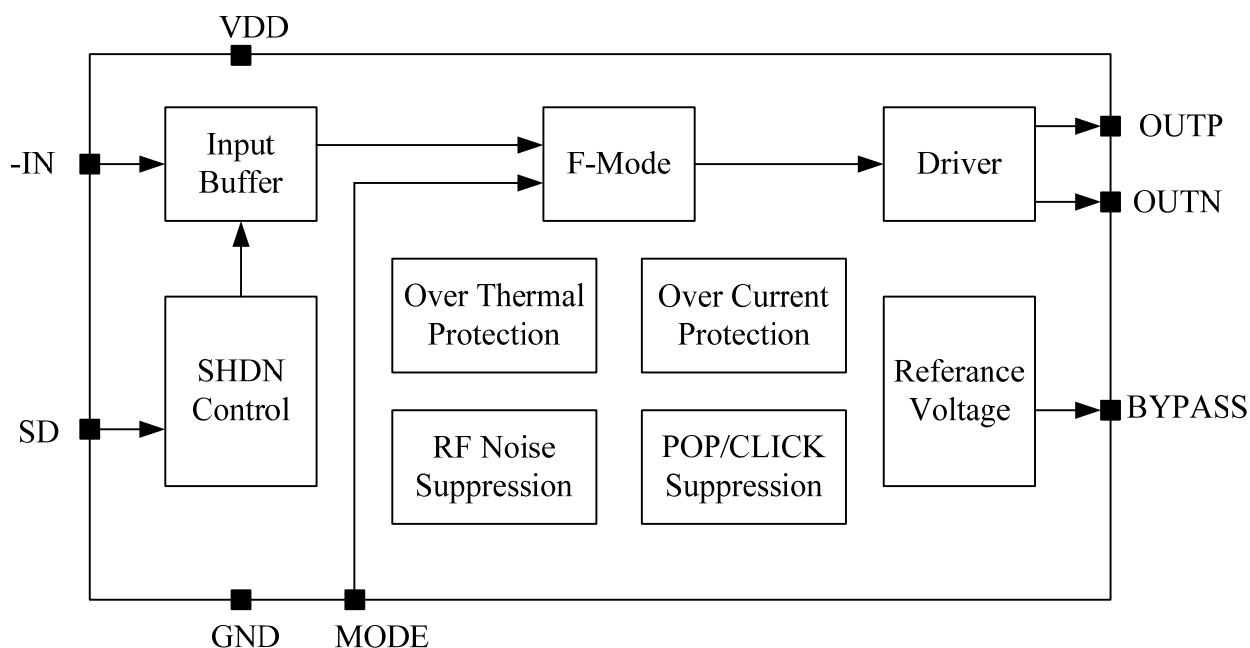 VDD
-IN
Input
Buffer
F-Mode
Driver
OUTP
OUTN
Over Thermal
Protection
Over Current
Protection
SHDN
Control
Referance
Voltage
SD
BYPASS
RF Noise
Suppression
POP/CLICK
Suppression
GND
MODE